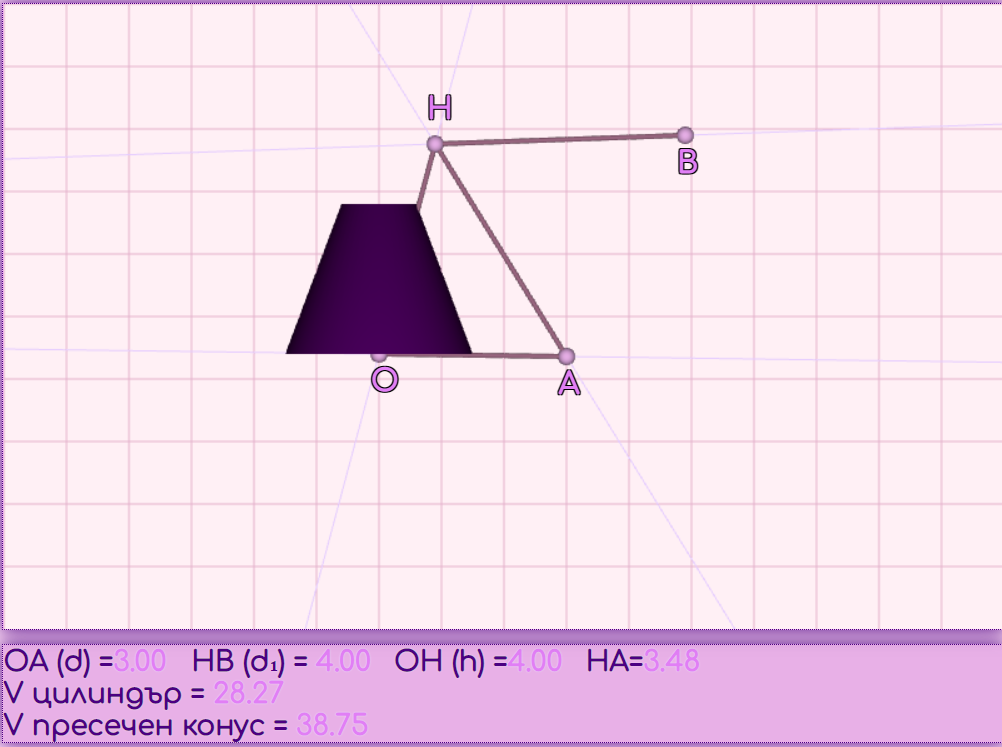 H
B
O
A
OA (d) =3.00 HB (d₁) = 4.00 OH (h) =4.00 HA=3.48
V цилиндър = 28.27
V пресечен конус = 38.75